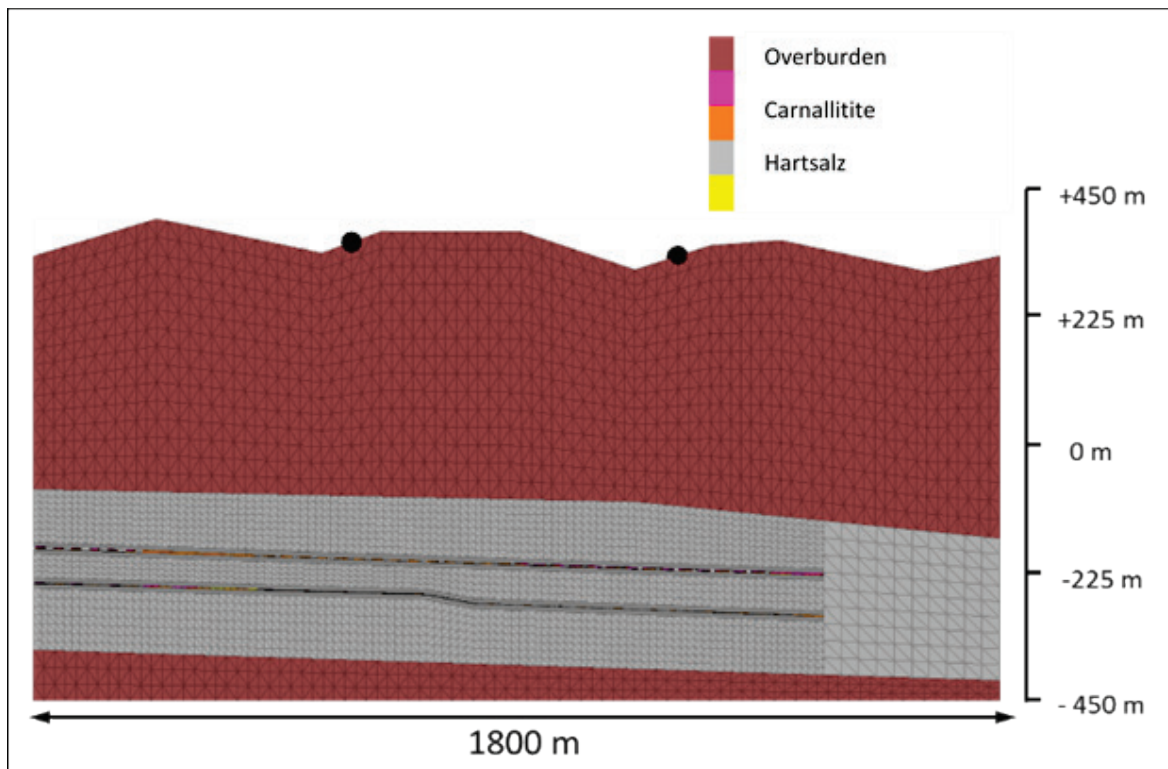 Overburden
Carnallitite
Hartsalz
+450 m
+225 m
0 m
-225 m
- 450 m
1800 m